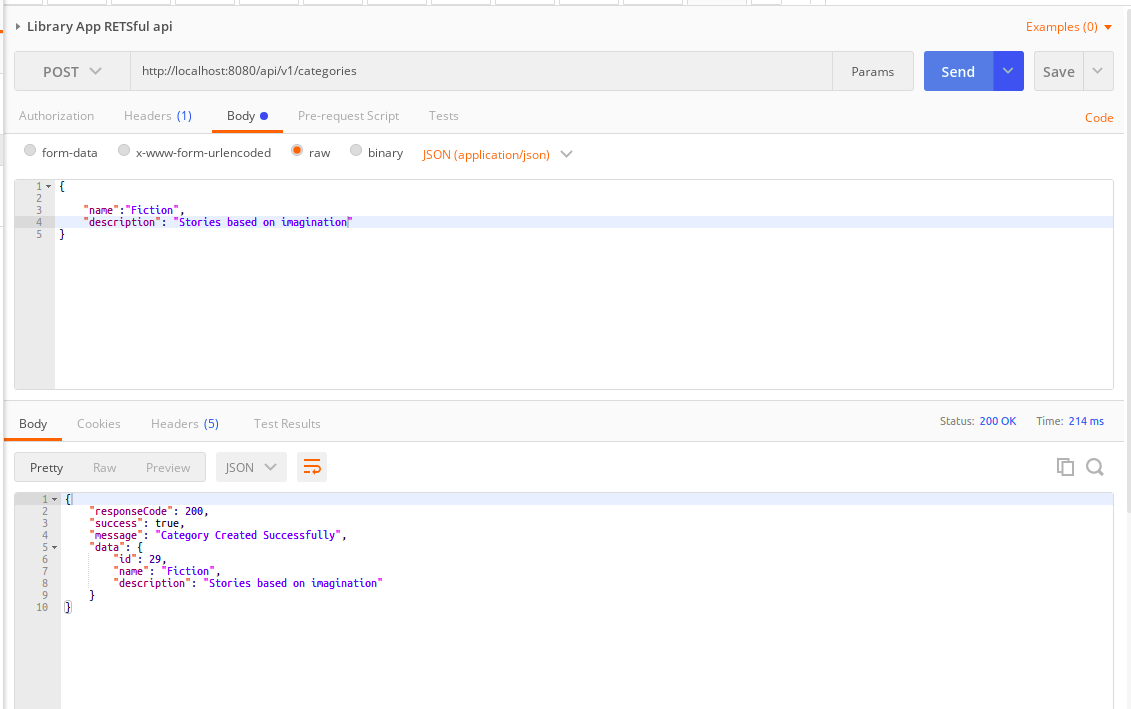 Library App RETSful api
Examples (0)
POST
http://localhost:8080/api/v1/categories
Params
Send
Save
Authorization
Headers (1)
Body
Pre-request Script
Tests
Code
form-data
x-www-form-urlencoded
raw
binary
JSON (application/json)
1 {
2
3 "name":"Fiction",
4 "description": "Stories based on imagination"
5 }
Body
Cookies
Headers (5)
Test Results
Status: 200 OK
Time: 214 ms
Pretty
Raw
Preview
JSON
1 {
2 "responseCode": 200,
3 "success": true,
4 "message": "Category Created Successfully",
5 "data": {
6 "id": 29,
7 "name": "Fiction",
8 "description": "Stories based on imagination"
9 }
10 }